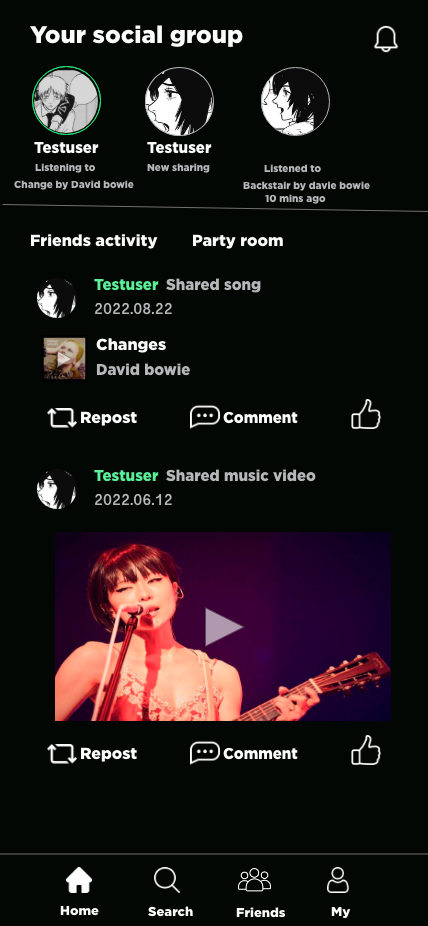 Your social group
Testuser
Listening to
Change by David bowie
Testuser
New sharing
Listened to
Backstair by davie bowie
10 mins ago
Friends activity
Party room
Testuser Shared song
2022.08.22
Changes
David bowie
Repost
Comment
Testuser Shared music video
2022.06.12
Repost
Comment
Home
Search
Friends
My